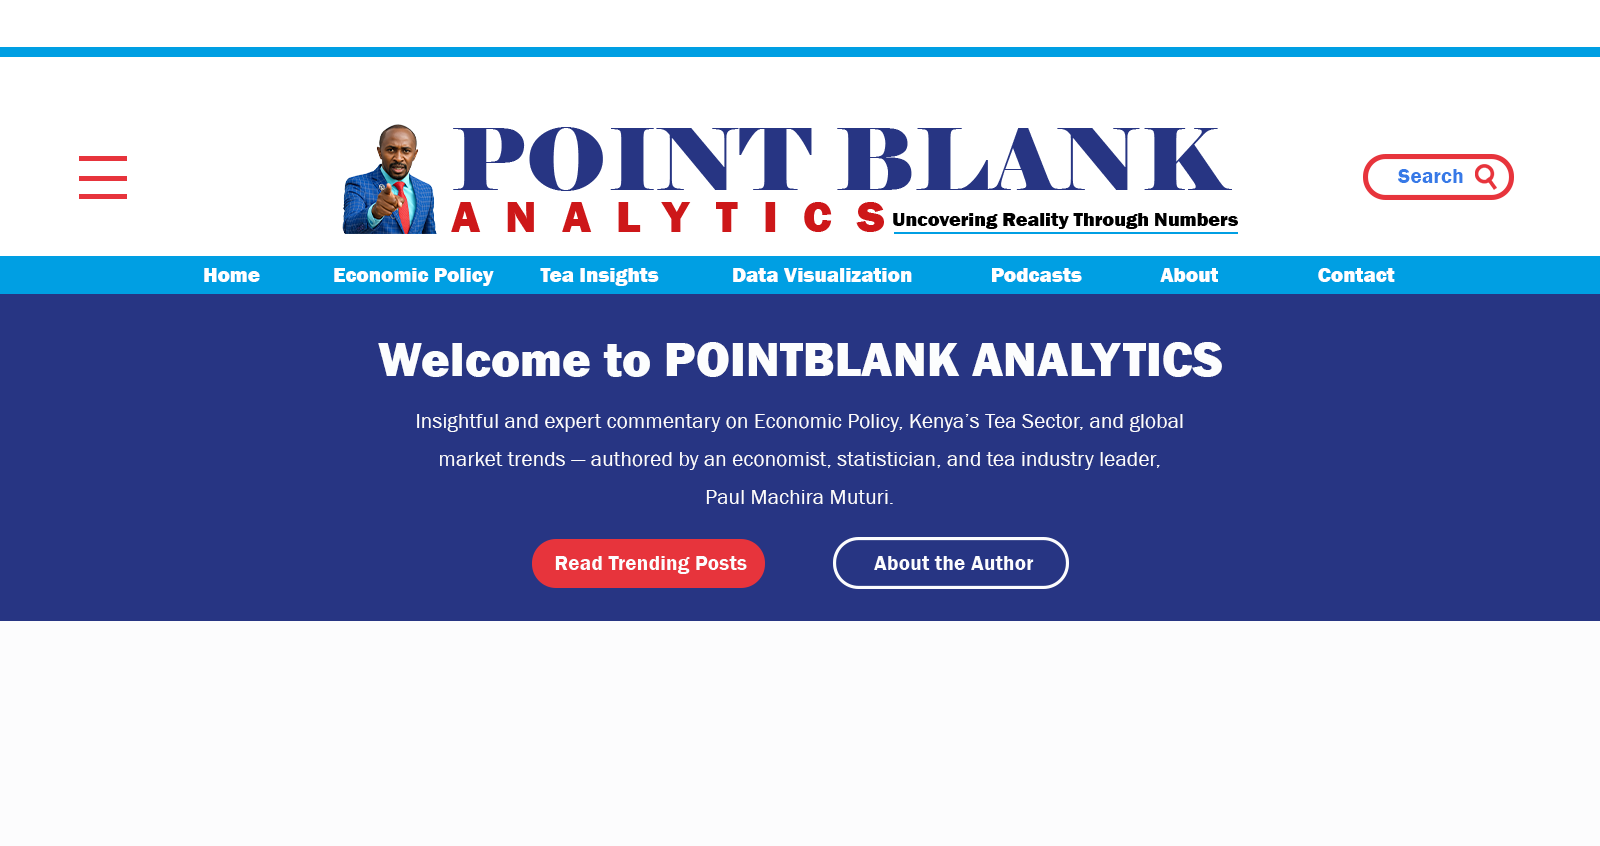 POINT BLANK
ANALYTICS
Uncovering Reality Through Numbers
Search
Home Economic Policy Tea Insights Data Visualization Podcasts About Contact
Welcome to POINTBLANK ANALYTICS
Insightful and expert commentary on Economic Policy, Kenya’s Tea Sector, and global
market trends — authored by an economist, statistician, and tea industry leader,
Paul Machira Muturi.
Read Trending Posts
About the Author